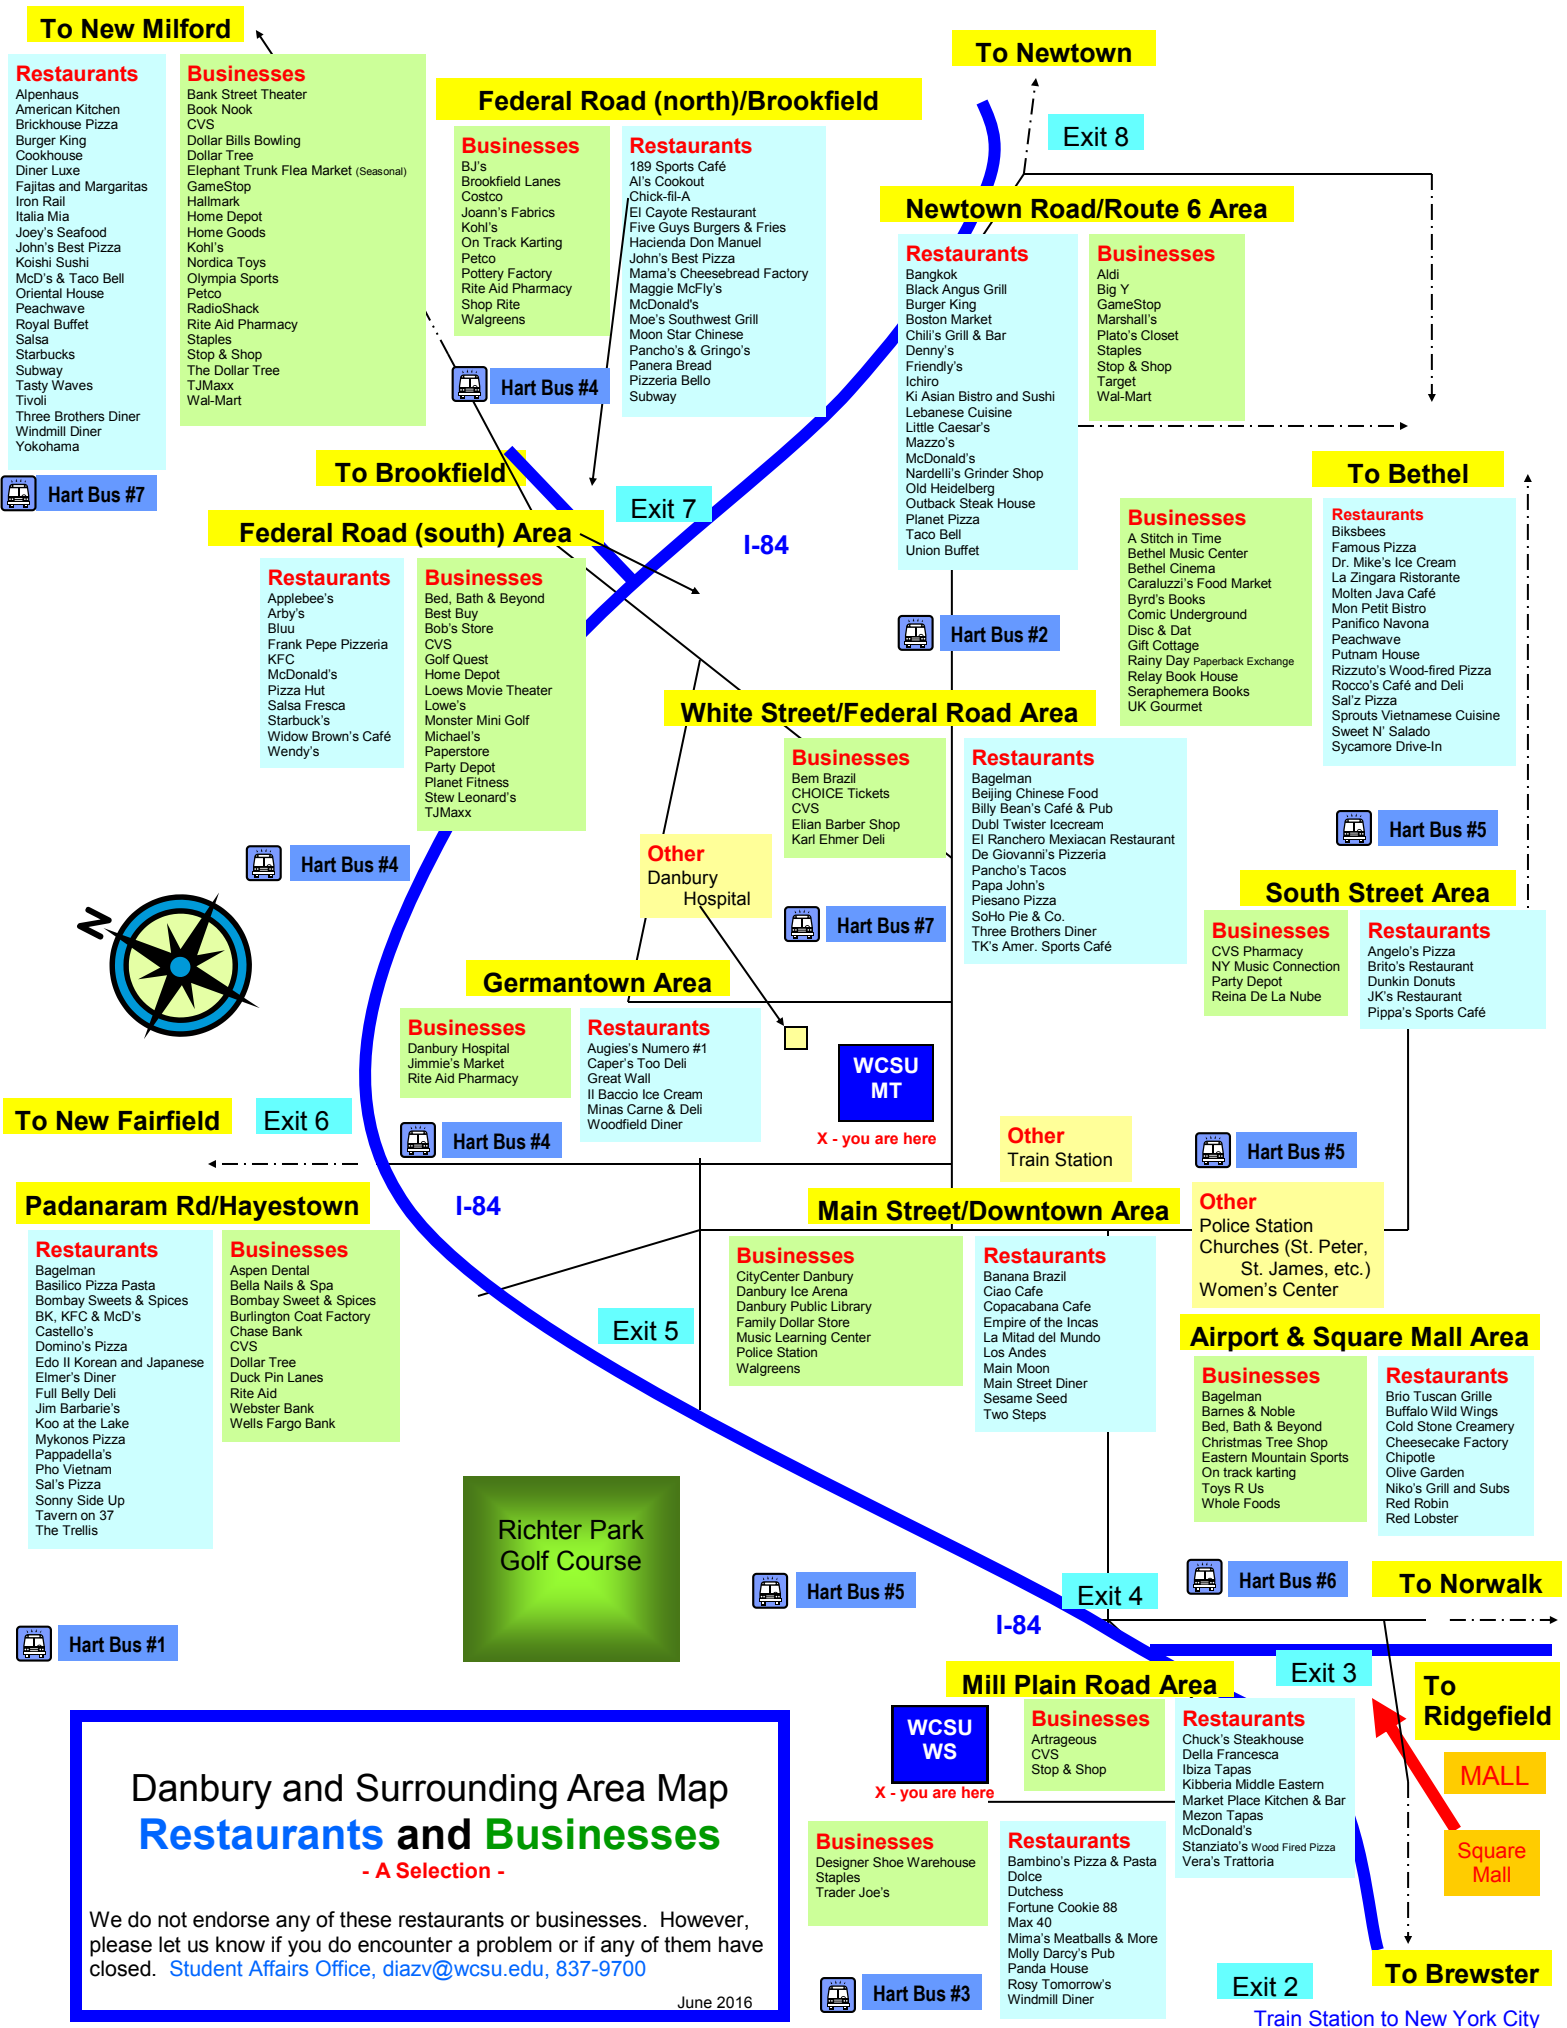 To New Milford
Restaurants
Alpenhaus
American Kitchen
Brickhouse Pizza
Burger King
Cookhouse
Diner Luxe
Fajitas and Margaritas
Iron Rail
Italia Mia
Joey's Seafood
John's Best Pizza
Koishi Sushi
McD's & Taco Bell
Oriental House
Peachwave
Royal Buffet
Salsa
Starbucks
Subway
Tasty Waves
Tivoli
Three Brothers Diner
Windmill Diner
Yokohama
Businesses
Bank Street Theater
Book Nook
CVS
Dollar Bills Bowling
Dollar Tree
Elephant Trunk Flea Market (Seasonal)
GameStop
Hallmark
Home Depot
Home Goods
Kohl's
Nordica Toys
Olympia Sports
Petco
RadioShack
Rite Aid Pharmacy
Staples
Stop & Shop
The Dollar Tree
TJMaxx
Wal-Mart
Hart Bus #7
Federal Road (north)/Brookfield
Businesses
BJ's
Brookfield Lanes
Costco
Joann's Fabrics
Kohl's
On Track Karting
Petco
Pottery Factory
Rite Aid Pharmacy
Shop Rite
Walgreens
Restaurants
189 Sports Café
Al's Cookout
Chick-fil-A
El Cayote Restaurant
Five Guys Burgers & Fries
Hacienda Don Manuel
John's Best Pizza
Mama's Cheesebread Factory
Maggie McFly's
McDonald's
Moe's Southwest Grill
Moon Star Chinese
Pancho's & Gringo's
Panera Bread
Pizzeria Bello
Subway
Hart Bus #4
To Newtown
Exit 8
Newtown Road/Route 6 Area
Restaurants
Bangkok
Black Angus Grill
Burger King
Boston Market
Chili's Grill & Bar
Denny's
Friendly's
Ichiro
Ki Asian Bistro and Sushi
Lebanese Cuisine
Little Caesar's
Mazzo's
McDonald's
Nardelli's Grinder Shop
Old Heidelberg
Outback Steak House
Planet Pizza
Taco Bell
Union Buffet
Businesses
Aldi
Big Y
GameStop
Marshall's
Plato's Closet
Staples
Stop & Shop
Target
Wal-Mart
Hart Bus #2
To Brookfield
Exit 7
I-84
Federal Road (south) Area
Restaurants
Applebee's
Arby's
Bluu
Frank Pepe Pizzeria
KFC
McDonald's
Pizza Hut
Salsa Fresca
Starbuck's
Widow Brown's Café
Wendy's
Businesses
Bed, Bath & Beyond
Best Buy
Bob's Store
CVS
Golf Quest
Home Depot
Loews Movie Theater
Lowe's
Monster Mini Golf
Michael's
Paperstore
Party Depot
Planet Fitness
Stew Leonard's
TJMaxx
Hart Bus #4
To Bethel
Businesses
A Stitch in Time
Bethel Music Center
Bethel Cinema
Caraluzzi's Food Market
Byrd's Books
Comic Underground
Disc & Dat
Gift Cottage
Rainy Day Paperback Exchange
Relay Book House
Seraphemera Books
UK Gourmet
Restaurants
Biksbees
Famous Pizza
Dr. Mike's Ice Cream
La Zingara Ristorante
Molten Java Café
Mon Petit Bistro
Panifico Navona
Peachwave
Putnam House
Rizzuto's Wood-fired Pizza
Rocco's Café and Deli
Sal'z Pizza
Sprouts Vietnamese Cuisine
Sweet N' Salado
Sycamore Drive-In
Hart Bus #5
White Street/Federal Road Area
Businesses
Bem Brazil
CHOICE Tickets
CVS
Elian Barber Shop
Karl Ehmer Deli
Restaurants
Bagelman
Beijing Chinese Food
Billy Bean's Café & Pub
Dubl Twister Icecream
El Ranchero Mexiacan Restaurant
De Giovanni's Pizzeria
Pancho's Tacos
Papa John's
Piesano Pizza
SoHo Pie & Co.
Three Brothers Diner
TK's Amer. Sports Café
Hart Bus #7
Other
Danbury
Hospital
N
South Street Area
Businesses
CVS Pharmacy
NY Music Connection
Party Depot
Reina De La Nube
Restaurants
Angelo's Pizza
Brito's Restaurant
Dunkin Donuts
JK's Restaurant
Pippa's Sports Café
Hart Bus #5
Germantown Area
Businesses
Danbury Hospital
Jimmie's Market
Rite Aid Pharmacy
Restaurants
Augies's Numero #1
Caper's Too Deli
Great Wall
Il Baccio Ice Cream
Minas Carne & Deli
Woodfield Diner
Hart Bus #4
WCSU
MT
X - you are here
Other
Train Station
To New Fairfield
Exit 6
I-84
Padanaram Rd/Hayestown
Restaurants
Bagelman
Basilico Pizza Pasta
Bombay Sweets & Spices
BK, KFC & McD's
Castello's
Domino's Pizza
Edo II Korean and Japanese
Elmer's Diner
Full Belly Deli
Jim Barbarie's
Koo at the Lake
Mykonos Pizza
Pappadella's
Pho Vietnam
Sal's Pizza
Sonny Side Up
Tavern on 37
The Trellis
Businesses
Aspen Dental
Bella Nails & Spa
Bombay Sweet & Spices
Burlington Coat Factory
Chase Bank
CVS
Dollar Tree
Duck Pin Lanes
Rite Aid
Webster Bank
Wells Fargo Bank
Hart Bus #1
Main Street/Downtown Area
Businesses
CityCenter Danbury
Danbury Ice Arena
Danbury Public Library
Family Dollar Store
Music Learning Center
Police Station
Walgreens
Restaurants
Banana Brazil
Ciao Cafe
Copacabana Cafe
Empire of the Incas
La Mitad del Mundo
Los Andes
Main Moon
Main Street Diner
Sesame Seed
Two Steps
Exit 5
Other
Police Station
Churches (St. Peter,
St. James, etc.)
Women's Center
Airport & Square Mall Area
Businesses
Bagelman
Barnes & Noble
Bed, Bath & Beyond
Christmas Tree Shop
Eastern Mountain Sports
On track karting
Toys R Us
Whole Foods
Restaurants
Brio Tuscan Grille
Buffalo Wild Wings
Cold Stone Creamery
Cheesecake Factory
Chipotle
Olive Garden
Niko's Grill and Subs
Red Robin
Red Lobster
Hart Bus #6
Richter Park
Golf Course
Hart Bus #5
Exit 4
I-84
To Norwalk
Exit 3
To
Ridgefield
MALL
Square
Mall
Mill Plain Road Area
WCSU
WS
X - you are here
Businesses
Artrageous
CVS
Stop & Shop
Restaurants
Chuck's Steakhouse
Della Francesca
Ibiza Tapas
Kibberia Middle Eastern
Market Place Kitchen & Bar
Mezon Tapas
McDonald's
Stanziato's Wood Fired Pizza
Vera's Trattoria
Businesses
Designer Shoe Warehouse
Staples
Trader Joe's
Restaurants
Bambino's Pizza & Pasta
Dolce
Dutchess
Fortune Cookie 88
Max 40
Mima's Meatballs & More
Molly Darcy's Pub
Panda House
Rosy Tomorrow's
Windmill Diner
Hart Bus #3
Exit 2
To Brewster
Train Station to New York City
Danbury and Surrounding Area Map
Restaurants and Businesses
- A Selection -
We do not endorse any of these restaurants or businesses. However,
please let us know if you do encounter a problem or if any of them have
closed. Student Affairs Office, diazv@wcsu.edu, 837-9700
June 2016